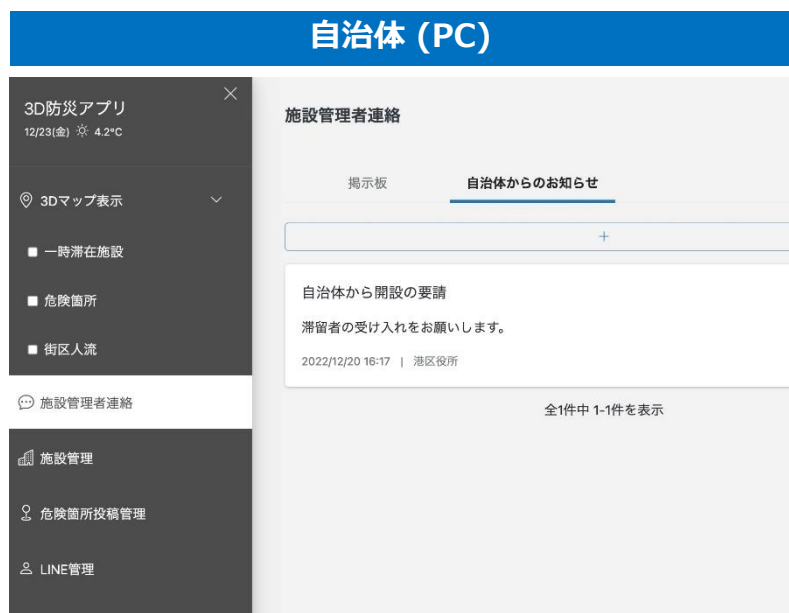 自治体 (PC)
3D防災アプリ
12/23(金) 4.2°C
3Dマップ表示
一時滞在施設
危険箇所
街区人流
施設管理者連絡
施設管理
危険箇所投稿管理
LINE管理
施設管理者連絡
掲示板 自治体からのお知らせ
+
自治体から開設の要請
滞留者の受け入れをお願いします。
2022/12/20 16:17 | 港区役所
全1件中 1-1件を表示